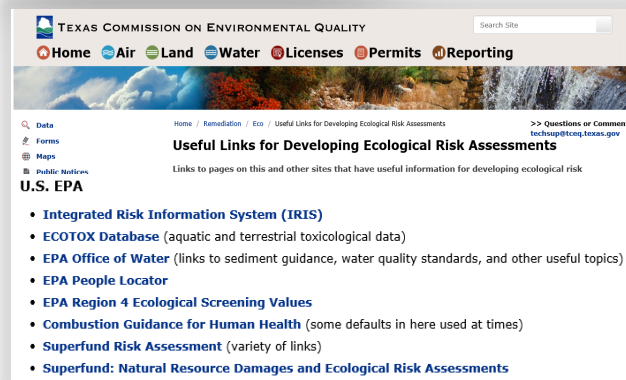 TEXAS COMMISSION ON ENVIRONMENTAL QUALITY
Search Site
Home Air Land Water Licenses Permits Reporting
Data
Forms
Maps
Public Notices
Home / Remediation / Eco / Useful Links for Developing Ecological Risk Assessments
>> Questions or Commen
techsup@tceq.texas.gov
Useful Links for Developing Ecological Risk Assessments
Links to pages on this and other sites that have useful information for developing ecological risk
U.S. EPA
• Integrated Risk Information System (IRIS)
• ECOTOX Database (aquatic and terrestrial toxicological data)
• EPA Office of Water (links to sediment guidance, water quality standards, and other useful topics)
• EPA People Locator
• EPA Region 4 Ecological Screening Values
• Combustion Guidance for Human Health (some defaults in here used at times)
• Superfund Risk Assessment (variety of links)
• Superfund: Natural Resource Damages and Ecological Risk Assessments